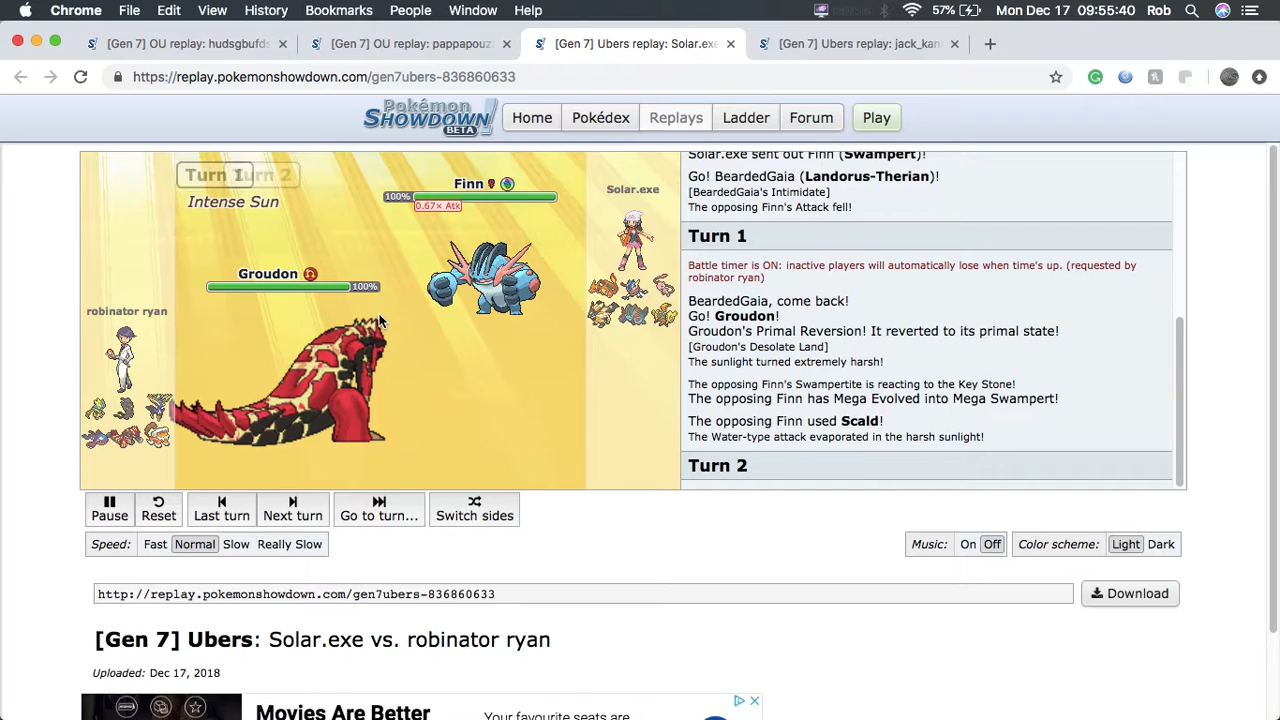 Chrome File Edit View History Bookmarks People Window Help 57% Mon Dec 17 09:55:40 Rob
[Gen 7] OU replay: hudsgbufds × [Gen 7] OU replay: pappapouz × [Gen 7] Ubers replay: Solar.exe × [Gen 7] Ubers replay: jack_kan × +
https://replay.pokemonshowdown.com/gen7ubers-836860633
Pokémon SHOWDOWN! BETA Home Pokédex Replays Ladder Forum Play
Turn 1 Turn 2
Intense Sun
Finn
100%
0.67× Atk
Solar.exe
Groudon
100%
robinator ryan
Solar.exe sent out Finn (Swampert)!
Go! BeardedGaia (Landorus-Therian)!
[BeardedGaia's Intimidate]
The opposing Finn's Attack fell!
Turn 1
Battle timer is ON: inactive players will automatically lose when time's up. (requested by
robinator ryan)
BeardedGaia, come back!
Go! Groudon!
Groudon's Primal Reversion! It reverted to its primal state!
[Groudon's Desolate Land]
The sunlight turned extremely harsh!
The opposing Finn's Swampertite is reacting to the Key Stone!
The opposing Finn has Mega Evolved into Mega Swampert!
The opposing Finn used Scald!
The Water-type attack evaporated in the harsh sunlight!
Turn 2
Pause Reset Last turn Next turn Go to turn... Switch sides
Speed: Fast Normal Slow Really Slow Music: On Off Color scheme: Light Dark
http://replay.pokemonshowdown.com/gen7ubers-836860633 Download
[Gen 7] Ubers: Solar.exe vs. robinator ryan
Uploaded: Dec 17, 2018
Movies Are Better
Your favourite seats are